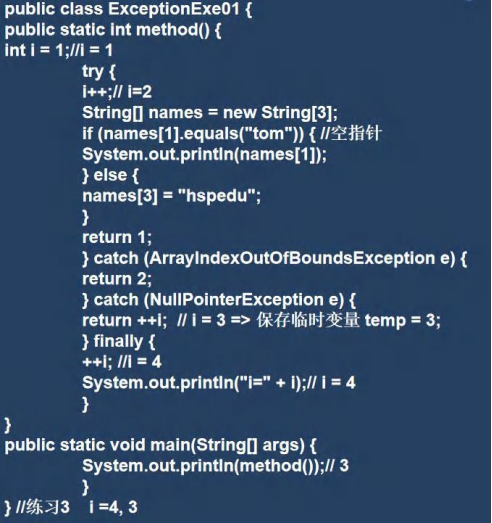 public class ExceptionExe01 {
public static int method() {
int i = 1;//i = 1
try {
i++;// i=2
String[] names = new String[3];
if (names[1].equals("tom")) { //空指针
System.out.println(names[1]);
} else {
names[3] = "hspedu";
}
return 1;
} catch (ArrayIndexOutOfBoundsException e) {
return 2;
} catch (NullPointerException e) {
return ++i;  // i = 3 => 保存临时变量 temp = 3;
} finally {
++i; //i = 4
System.out.println("i=" + i);// i = 4
}
}
public static void main(String[] args) {
System.out.println(method());// 3
}
} //练习3    i =4, 3